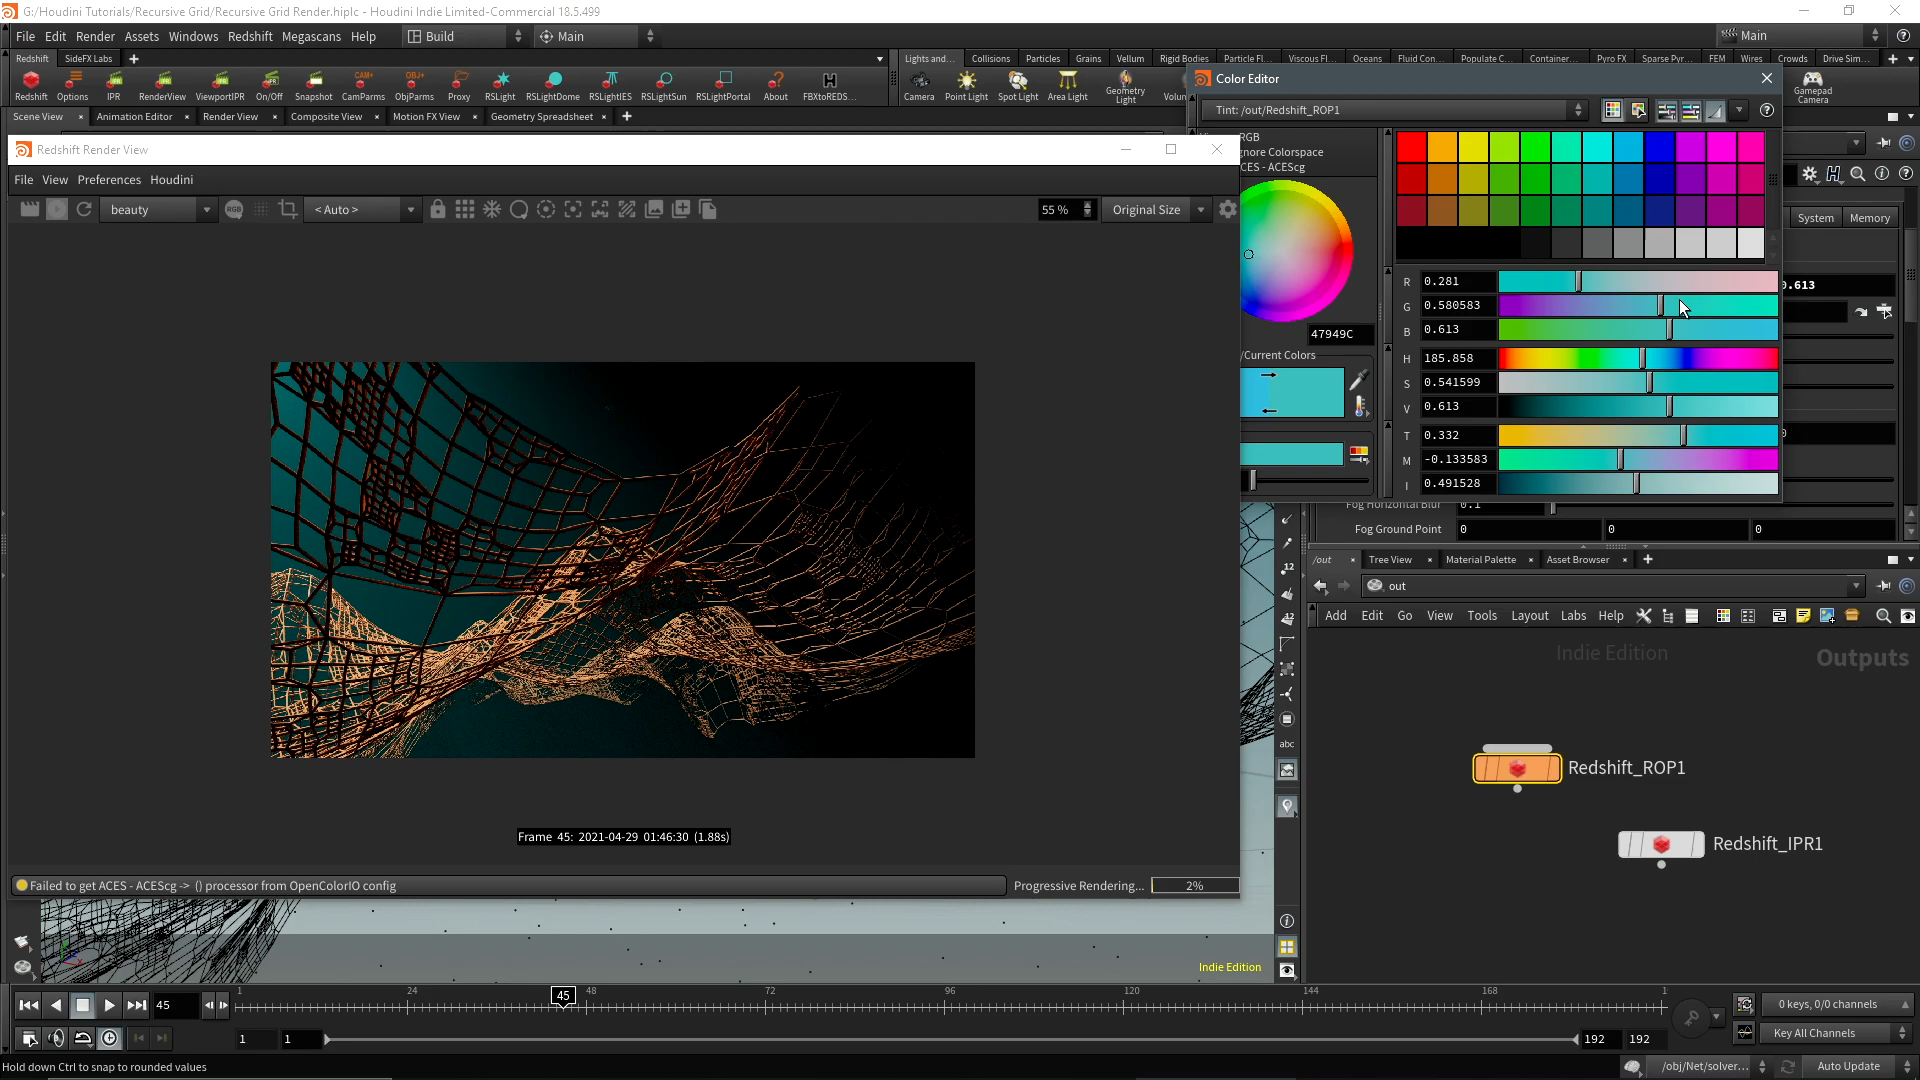 G:/Houdini Tutorials/Recursive Grid/Recursive Grid Render.hiplc - Houdini Indie Limited-Commercial 18.5.499
File Edit Render Assets Windows Redshift Megascans Help Build Main Main
Redshift SideFX Labs
Lights and... Collisions Particles Grains Vellum Rigid Bodies Particle Fl... Viscous Fl... Oceans Fluid Con... Populate C... Container... Pyro FX Sparse Pyr... FEM Wires Crowds Drive Sim...
Redshift Options IPR RenderView ViewportIPR On/Off Snapshot CamParms ObjParms Proxy RSLight RSLightDome RSLightIES RSLightSun RSLightPortal About FBXtoREDS...
Camera Point Light Spot Light Area Light Geometry Light Gamepad Camera
Scene View Animation Editor Render View Composite View Motion FX View Geometry Spreadsheet
Color Editor
Tint: /out/Redshift_ROP1
Redshift Render View
File View Preferences Houdini
beauty RGB < Auto > 55 % Original Size
gnore Colorspace
CES - ACEScg
47949C
/Current Colors
R 0.281
G 0.580583
B 0.613
H 185.858
S 0.541599
V 0.613
T 0.332
M -0.133583
I 0.491528
System Memory
Fog Ground Point 0 0 0
/out Tree View Material Palette Asset Browser
out
Add Edit Go View Tools Layout Labs Help
Indie Edition
Outputs
Redshift_ROP1
Redshift_IPR1
abc
Frame 45: 2021-04-29 01:46:30 (1.88s)
Failed to get ACES - ACEScg -> () processor from OpenColorIO config
Progressive Rendering... 2%
Indie Edition
45 1 24 45 48 72 96 120 144 168
0 keys, 0/0 channels
1 1 192 192
Key All Channels
Hold down Ctrl to snap to rounded values
/obj/Net/solver... Auto Update